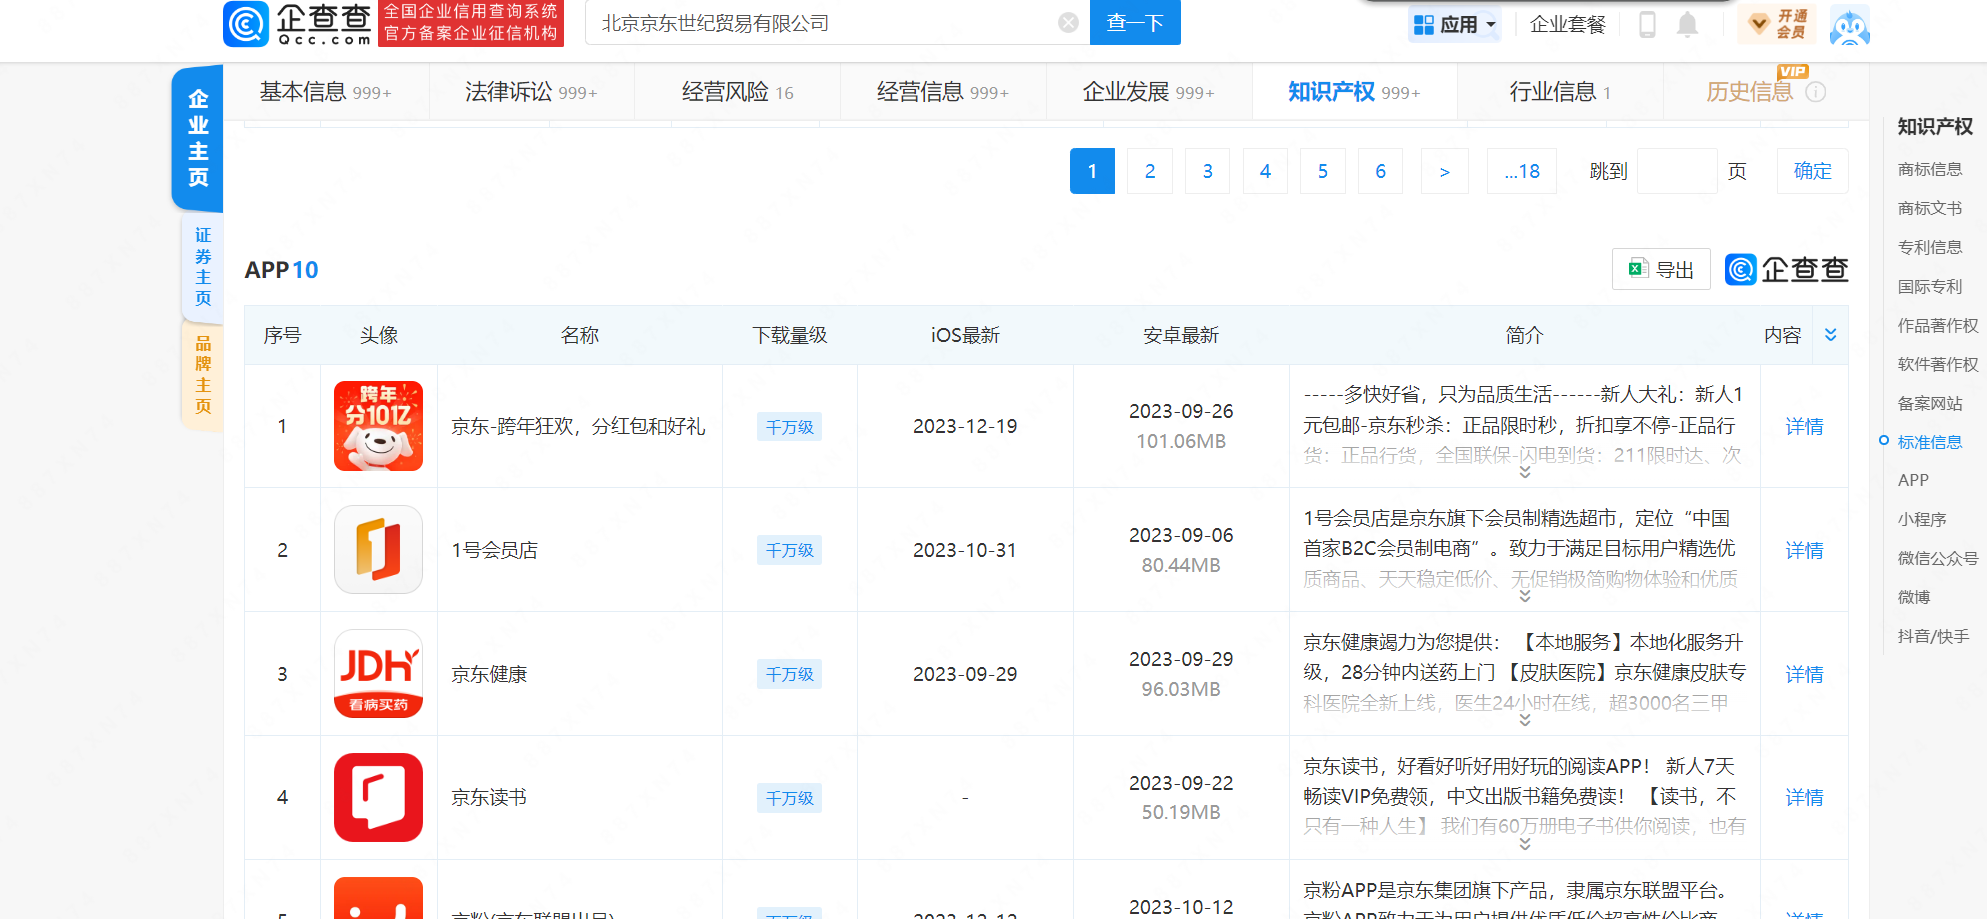 企查查
Qcc.com
全国企业信用查询系统
官方备案企业征信机构
北京京东世纪贸易有限公司
查一下
应用
企业套餐
开通
会员
企业主页
证券主页
品牌主页
基本信息 999+
法律诉讼 999+
经营风险 16
经营信息 999+
企业发展 999+
知识产权 999+
行业信息 1
历史信息
VIP
1 2 3 4 5 6 > ...18 跳到 页 确定
APP 10
导出
企查查
序号 头像 名称 下载量级 iOS最新 安卓最新 简介 内容
1
跨年
分10亿
京东-跨年狂欢，分红包和好礼
千万级
2023-12-19
2023-09-26
101.06MB
-----多快好省，只为品质生活------新人大礼：新人1
元包邮-京东秒杀：正品限时秒，折扣享不停-正品行
货：正品行货，全国联保-闪电到货：211限时达、次
详情
2
1号会员店
千万级
2023-10-31
2023-09-06
80.44MB
1号会员店是京东旗下会员制精选超市，定位“中国
首家B2C会员制电商”。致力于满足目标用户精选优
质商品、天天稳定低价、无促销极简购物体验和优质
详情
3
JDH
看病买药
京东健康
千万级
2023-09-29
2023-09-29
96.03MB
京东健康竭力为您提供： 【本地服务】本地化服务升
级，28分钟内送药上门 【皮肤医院】京东健康皮肤专
科医院全新上线，医生24小时在线，超3000名三甲
详情
4
京东读书
千万级
-
2023-09-22
50.19MB
京东读书，好看好听好用好玩的阅读APP！ 新人7天
畅读VIP免费领，中文出版书籍免费读！ 【读书，不
只有一种人生】 我们有60万册电子书供你阅读，也有
详情
5
京粉(京东联盟出品)
千万级
2023-12-12
2023-10-12
京粉APP是京东集团旗下产品，隶属京东联盟平台。
京粉APP致力于为用户提供优质低价超高性价比商
详情
知识产权
商标信息
商标文书
专利信息
国际专利
作品著作权
软件著作权
备案网站
标准信息
APP
小程序
微信公众号
微博
抖音/快手